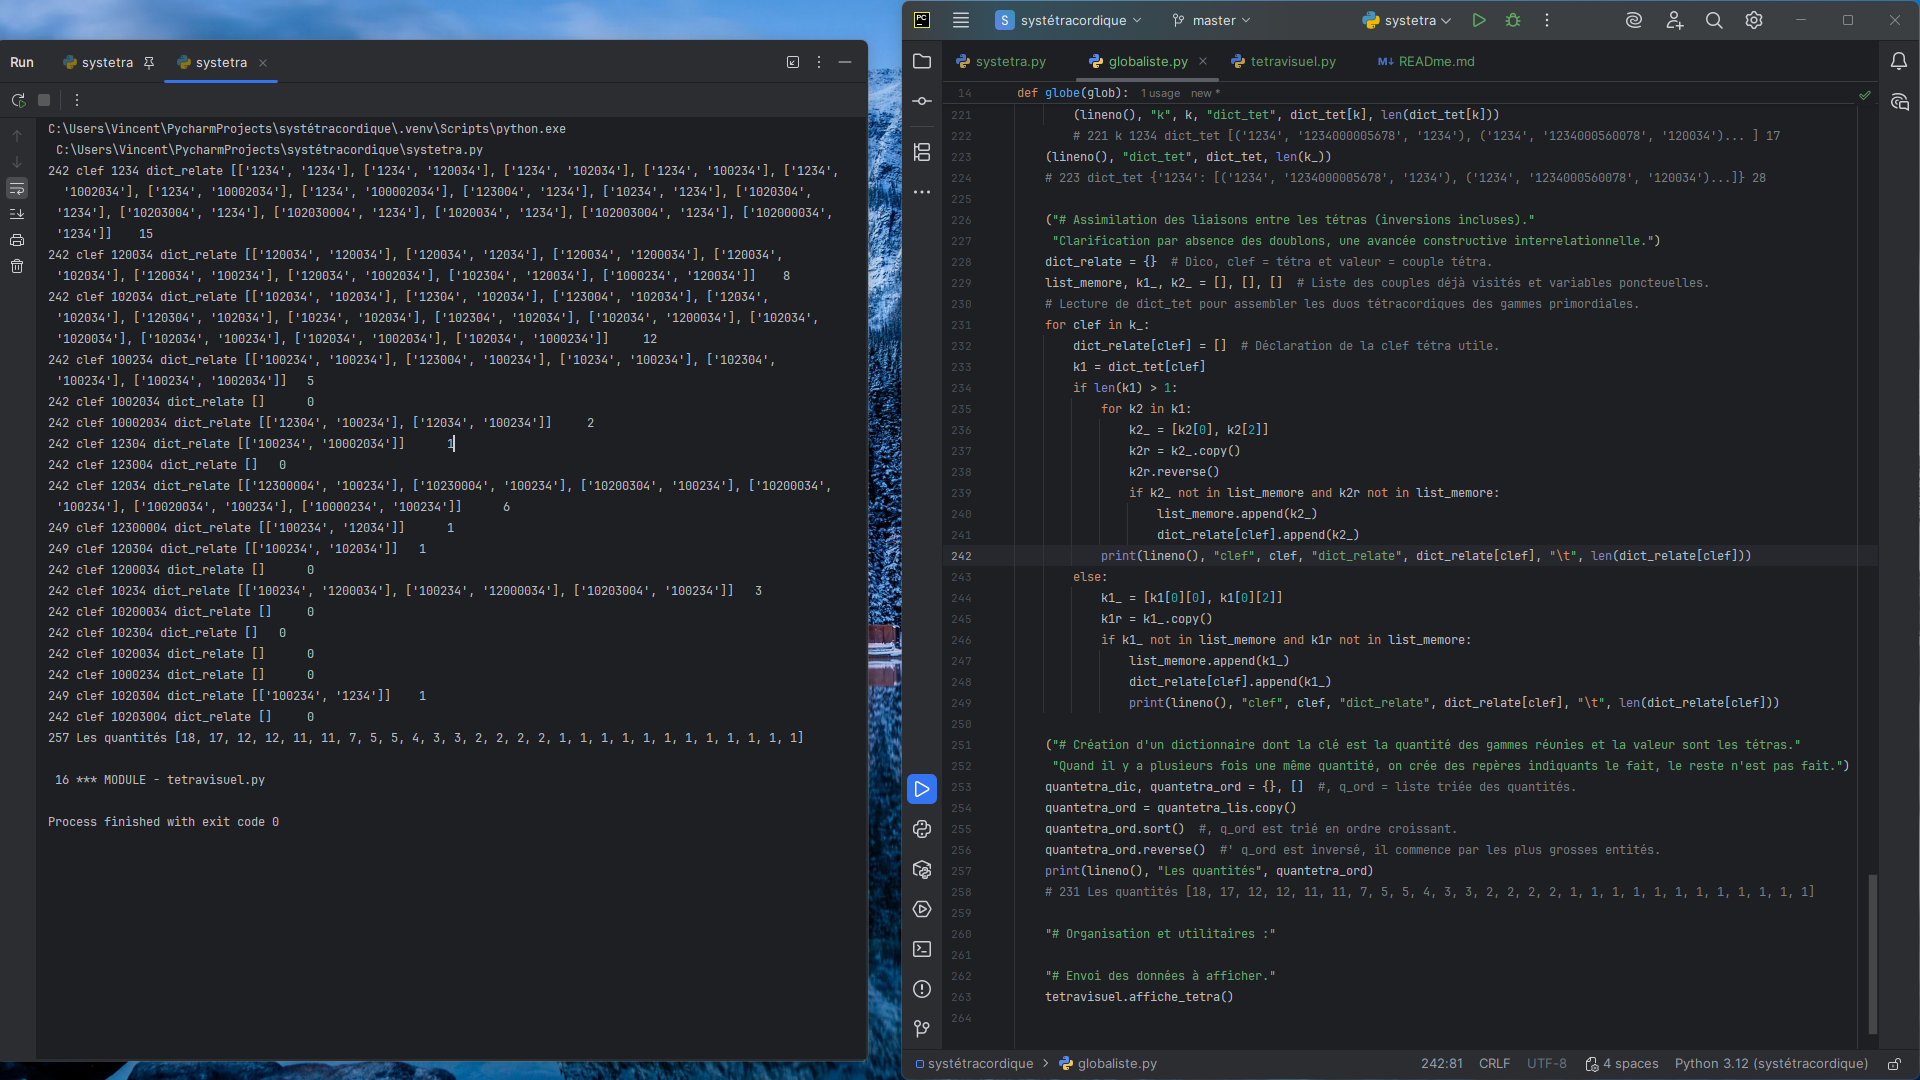 Run systetra systetra
C:\Users\Vincent\PycharmProjects\systétracordique\.venv\Scripts\python.exe
C:\Users\Vincent\PycharmProjects\systétracordique\systetra.py
242 clef 1234 dict_relate [['1234', '1234'], ['1234', '120034'], ['1234', '102034'], ['1234', '100234'], ['1234',
'1002034'], ['1234', '10002034'], ['1234', '100002034'], ['123004', '1234'], ['10234', '1234'], ['1020304',
'1234'], ['10203004', '1234'], ['102030004', '1234'], ['1020034', '1234'], ['102003004', '1234'], ['102000034',
'1234']] 15
242 clef 120034 dict_relate [['120034', '120034'], ['120034', '12034'], ['120034', '1200034'], ['120034',
'102034'], ['120034', '100234'], ['120034', '1002034'], ['102304', '120034'], ['1000234', '120034']] 8
242 clef 102034 dict_relate [['102034', '102034'], ['12304', '102034'], ['123004', '102034'], ['12034',
'102034'], ['120304', '102034'], ['10234', '102034'], ['102304', '102034'], ['102034', '1200034'], ['102034',
'1020034'], ['102034', '100234'], ['102034', '1002034'], ['102034', '1000234']] 12
242 clef 100234 dict_relate [['100234', '100234'], ['123004', '100234'], ['10234', '100234'], ['102304',
'100234'], ['100234', '1002034']] 5
242 clef 1002034 dict_relate [] 0
242 clef 10002034 dict_relate [['12304', '100234'], ['12034', '100234']] 2
242 clef 12304 dict_relate [['100234', '10002034']] 1
242 clef 123004 dict_relate [] 0
242 clef 12034 dict_relate [['12300004', '100234'], ['10230004', '100234'], ['10200304', '100234'], ['10200034',
'100234'], ['10020034', '100234'], ['10000234', '100234']] 6
249 clef 12300004 dict_relate [['100234', '12034']] 1
249 clef 120304 dict_relate [['100234', '102034']] 1
242 clef 1200034 dict_relate [] 0
242 clef 10234 dict_relate [['100234', '1200034'], ['100234', '12000034'], ['10203004', '100234']] 3
242 clef 10200034 dict_relate [] 0
242 clef 102304 dict_relate [] 0
242 clef 1020034 dict_relate [] 0
242 clef 1000234 dict_relate [] 0
249 clef 1020304 dict_relate [['100234', '1234']] 1
242 clef 10203004 dict_relate [] 0
257 Les quantités [18, 17, 12, 12, 11, 11, 7, 5, 5, 4, 3, 3, 2, 2, 2, 2, 1, 1, 1, 1, 1, 1, 1, 1, 1, 1, 1, 1]
16 *** MODULE - tetravisuel.py
Process finished with exit code 0
PC S systétracordique master systetra
systetra.py globaliste.py tetravisuel.py M↓ READme.md
14 def globe(glob): 1 usage new *
221 (lineno(), "k", k, "dict_tet", dict_tet[k], len(dict_tet[k]))
222 # 221 k 1234 dict_tet [('1234', '1234000005678', '1234'), ('1234', '1234000560078', '120034')... ] 17
223 (lineno(), "dict_tet", dict_tet, len(k_))
224 # 223 dict_tet {'1234': [('1234', '1234000005678', '1234'), ('1234', '1234000560078', '120034')...]} 28
225
226 ("# Assimilation des liaisons entre les tétras (inversions incluses)."
227 "Clarification par absence des doublons, une avancée constructive interrelationnelle.")
228 dict_relate = {} # Dico, clef = tétra et valeur = couple tétra.
229 list_memore, k1_, k2_ = [], [], [] # Liste des couples déjà visités et variables poncteuelles.
230 # Lecture de dict_tet pour assembler les duos tétracordiques des gammes primordiales.
231 for clef in k_:
232 dict_relate[clef] = [] # Déclaration de la clef tétra utile.
233 k1 = dict_tet[clef]
234 if len(k1) > 1:
235 for k2 in k1:
236 k2_ = [k2[0], k2[2]]
237 k2r = k2_.copy()
238 k2r.reverse()
239 if k2_ not in list_memore and k2r not in list_memore:
240 list_memore.append(k2_)
241 dict_relate[clef].append(k2_)
242 print(lineno(), "clef", clef, "dict_relate", dict_relate[clef], "\t", len(dict_relate[clef]))
243 else:
244 k1_ = [k1[0][0], k1[0][2]]
245 k1r = k1_.copy()
246 if k1_ not in list_memore and k1r not in list_memore:
247 list_memore.append(k1_)
248 dict_relate[clef].append(k1_)
249 print(lineno(), "clef", clef, "dict_relate", dict_relate[clef], "\t", len(dict_relate[clef]))
250
251 ("# Création d'un dictionnaire dont la clé est la quantité des gammes réunies et la valeur sont les tétras."
252 "Quand il y a plusieurs fois une même quantité, on crée des repères indiquants le fait, le reste n'est pas fait.")
253 quantetra_dic, quantetra_ord = {}, [] #, q_ord = liste triée des quantités.
254 quantetra_ord = quantetra_lis.copy()
255 quantetra_ord.sort() #, q_ord est trié en ordre croissant.
256 quantetra_ord.reverse() #' q_ord est inversé, il commence par les plus grosses entités.
257 print(lineno(), "Les quantités", quantetra_ord)
258 # 231 Les quantités [18, 17, 12, 12, 11, 11, 7, 5, 5, 4, 3, 3, 2, 2, 2, 2, 1, 1, 1, 1, 1, 1, 1, 1, 1, 1, 1, 1]
259
260 "# Organisation et utilitaires :"
261
262 "# Envoi des données à afficher."
263 tetravisuel.affiche_tetra()
264
systétracordique > globaliste.py 242:81 CRLF UTF-8 4 spaces Python 3.12 (systétracordique)